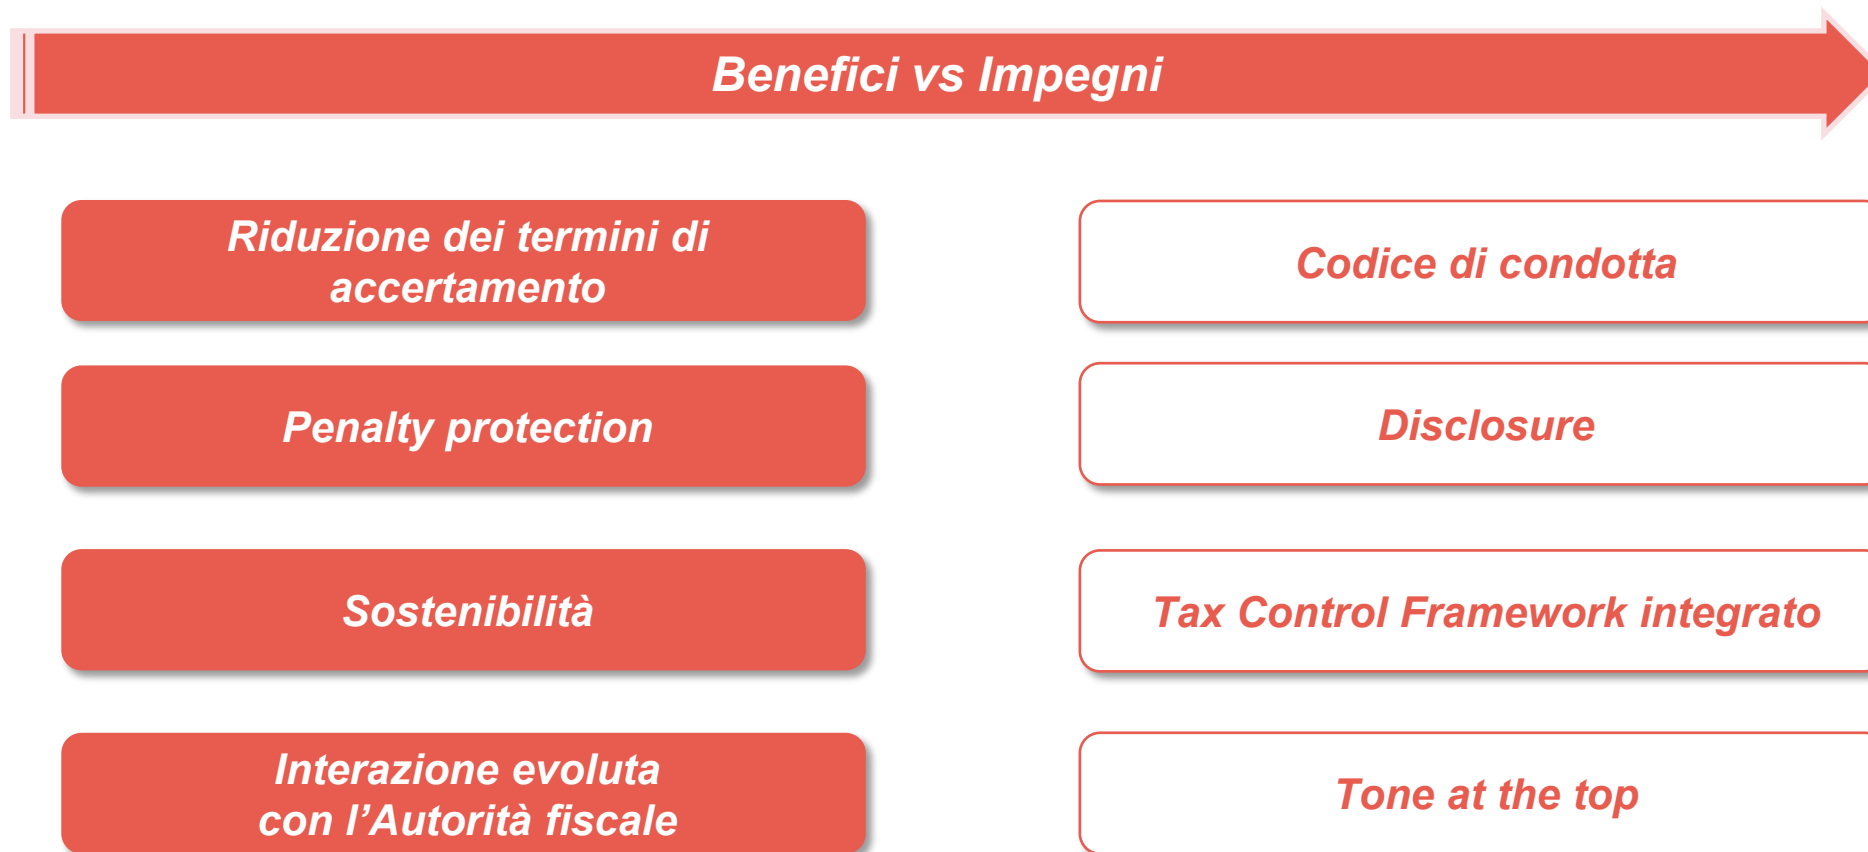 Benefici vs Impegni
Riduzione dei termini di
accertamento
Codice di condotta
Penalty protection
Disclosure
Sostenibilità
Tax Control Framework integrato
Interazione evoluta
con l’Autorità fiscale
Tone at the top